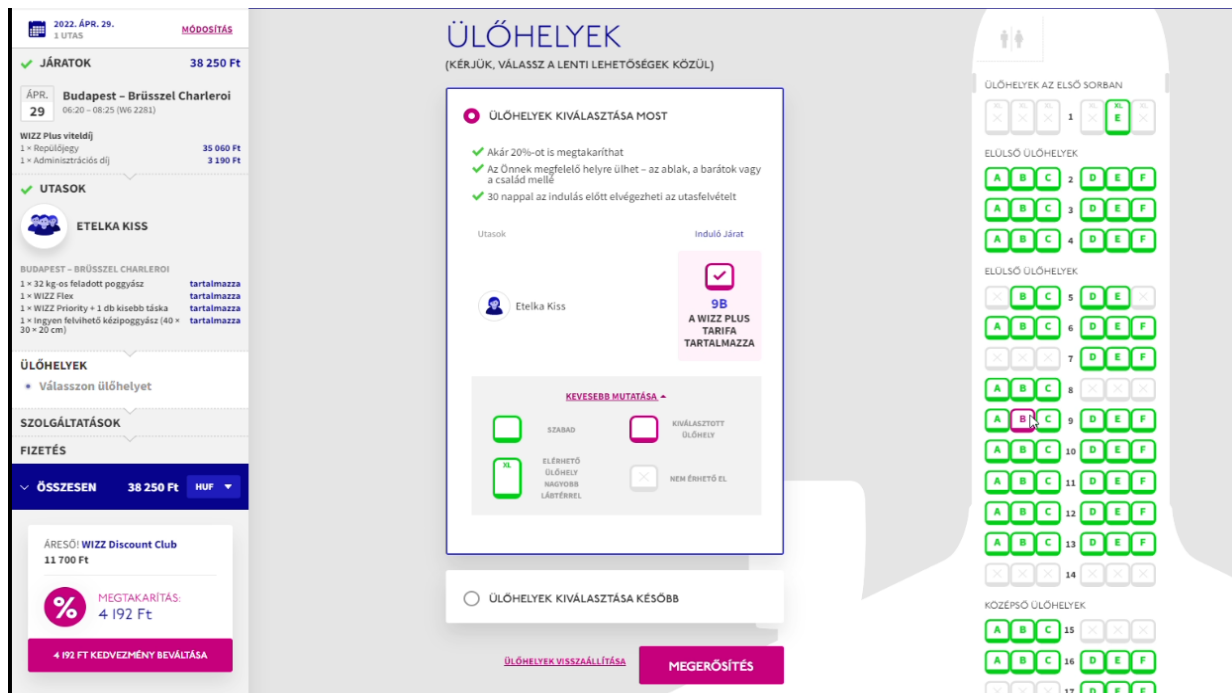 2022. ÁPR. 29.
1 UTAS
MÓDOSÍTÁS
JÁRATOK 38 250 Ft
ÁPR.
29
Budapest – Brüsszel Charleroi
06:20 – 08:25 (W6 2281)
WIZZ Plus viteldíj
1 × Repülőjegy 35 060 Ft
1 × Adminisztrációs díj 3 190 Ft
UTASOK
ETELKA KISS
BUDAPEST – BRÜSSZEL CHARLEROI
1 × 32 kg-os feladott poggyász tartalmazza
1 × WIZZ Flex tartalmazza
1 × WIZZ Priority + 1 db kisebb táska tartalmazza
1 × Ingyen felvihető kézipoggyász (40 × tartalmazza
30 × 20 cm)
ÜLŐHELYEK
Válasszon ülőhelyet
SZOLGÁLTATÁSOK
FIZETÉS
ÖSSZESEN 38 250 Ft HUF
ÁRESŐ! WIZZ Discount Club
11 700 Ft
%
MEGTAKARÍTÁS:
4 192 Ft
4 192 FT KEDVEZMÉNY BEVÁLTÁSA
ÜLŐHELYEK
(KÉRJÜK, VÁLASSZ A LENTI LEHETŐSÉGEK KÖZÜL)
ÜLŐHELYEK KIVÁLASZTÁSA MOST
Akár 20%-ot is megtakaríthat
Az Önnek megfelelő helyre ülhet – az ablak, a barátok vagy
a család mellé
30 nappal az indulás előtt elvégezheti az utasfelvételt
Utasok Induló Járat
Etelka Kiss
9B
A WIZZ PLUS
TARIFA
TARTALMAZZA
KEVESEBB MUTATÁSA
SZABAD
KIVÁLASZTOTT
ÜLŐHELY
XL
ELÉRHETŐ
ÜLŐHELY
NAGYOBB
LÁBTÉRREL
NEM ÉRHETŐ EL
ÜLŐHELYEK KIVÁLASZTÁSA KÉSŐBB
ÜLŐHELYEK VISSZAÁLLÍTÁSA
MEGERŐSÍTÉS
ÜLŐHELYEK AZ ELSŐ SORBAN
XL XL XL XL XL XL
1 E
ELÜLSŐ ÜLŐHELYEK
A B C 2 D E F
A B C 3 D E F
A B C 4 D E F
ELÜLSŐ ÜLŐHELYEK
B C 5 D E
A B C 6 D E F
7 D E F
A B C 8
A B C 9 D E F
A B C 10 D E F
A B C 11 D E F
A B C 12 D E F
A B C 13 D E F
14
KÖZÉPSŐ ÜLŐHELYEK
A B C 15
A B C 16 D E F
17 D E F